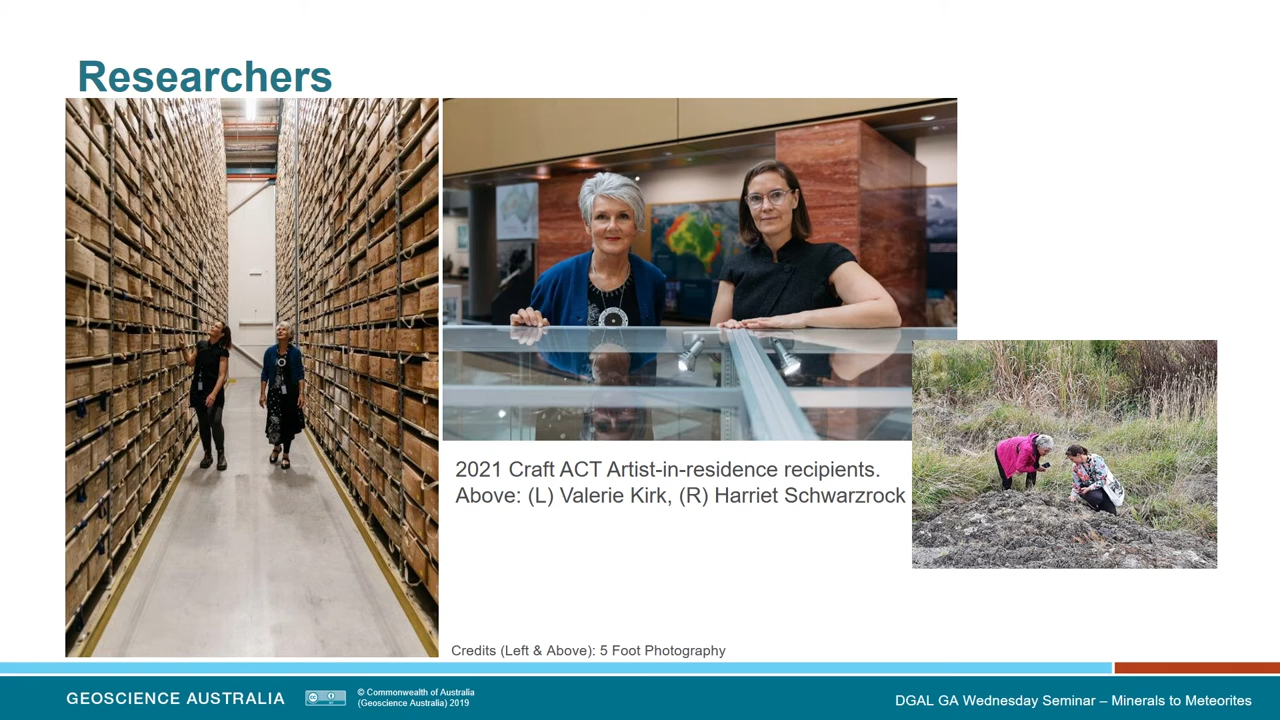 Researchers
2021 Craft ACT Artist-in-residence recipients.
Above: (L) Valerie Kirk, (R) Harriet Schwarzrock
Credits (Left & Above): 5 Foot Photography
GEOSCIENCE AUSTRALIA
© Commonwealth of Australia
(Geoscience Australia) 2019
DGAL GA Wednesday Seminar – Minerals to Meteorites